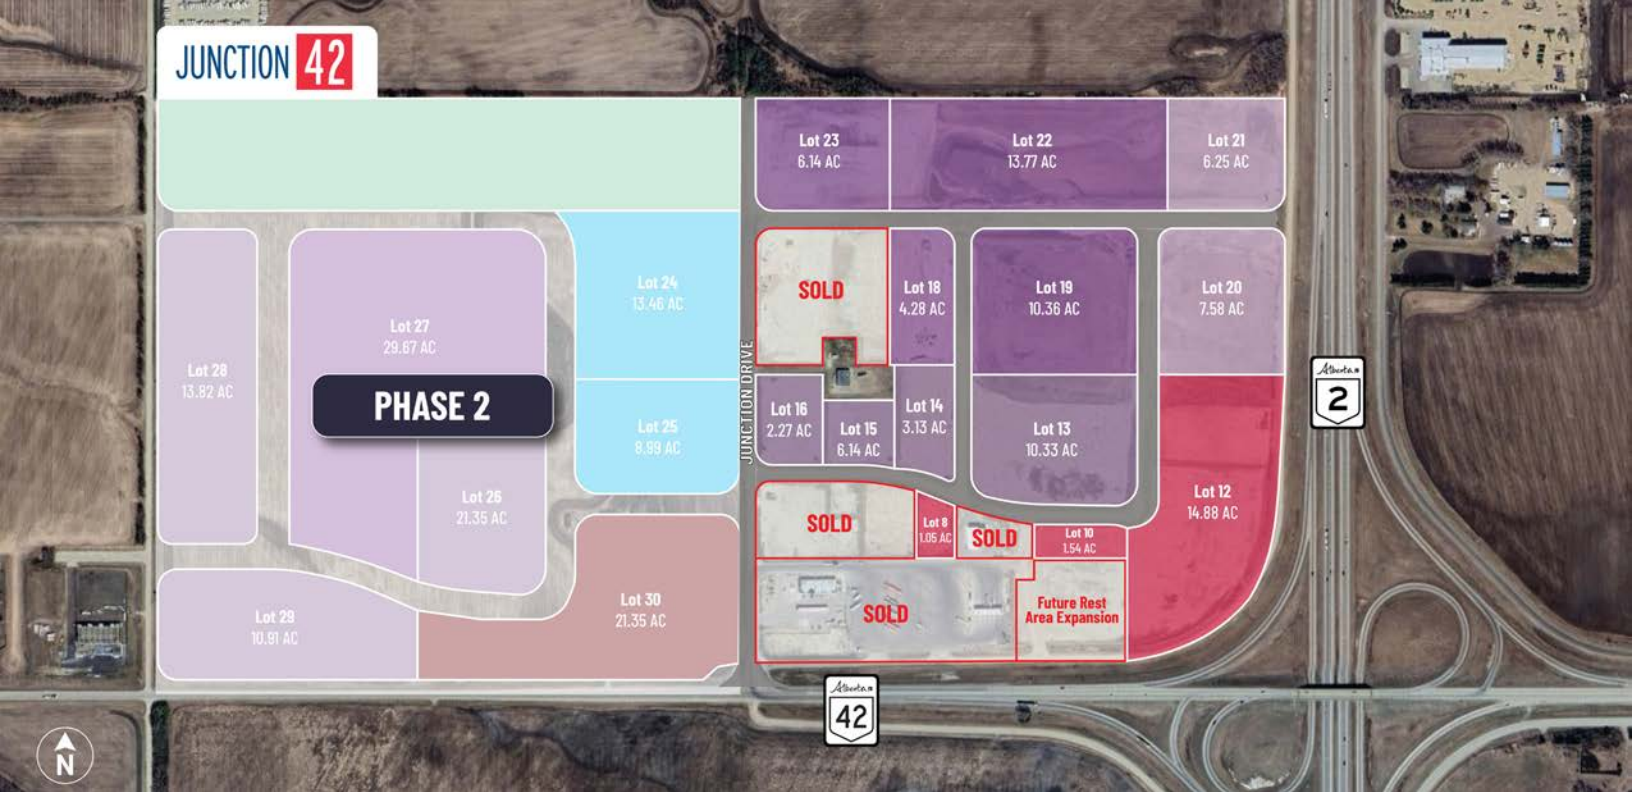 JUNCTION 42
Lot 23
6.14 AC
Lot 22
13.77 AC
Lot 21
6.25 AC
Lot 24
13.46 AC
SOLD
Lot 18
4.28 AC
Lot 19
10.36 AC
Lot 20
7.58 AC
Lot 27
29.67 AC
Lot 28
13.82 AC
PHASE 2
JUNCTION DRIVE
Alberta
2
Lot 25
8.99 AC
Lot 16
2.27 AC
Lot 15
6.14 AC
Lot 14
3.13 AC
Lot 13
10.33 AC
Lot 26
21.35 AC
Lot 12
14.88 AC
SOLD
Lot 8
1.05 AC
SOLD
Lot 10
1.54 AC
Lot 29
10.91 AC
Lot 30
21.35 AC
SOLD
Future Rest
Area Expansion
Alberta
42
N